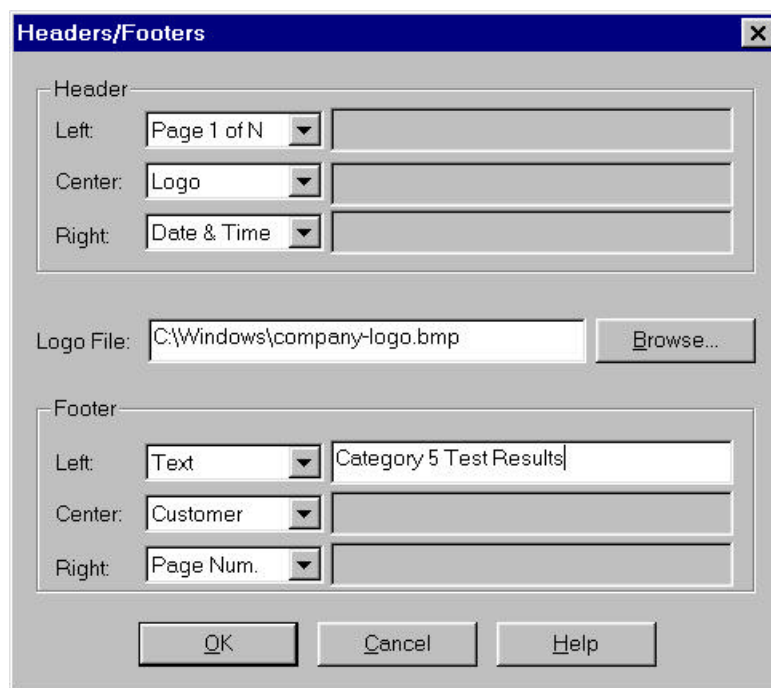 Headers/Footers
Header
Left: Page 1 of N
Center: Logo
Right: Date & Time
Logo File: C:\Windows\company-logo.bmp Browse...
Footer
Left: Text Category 5 Test Results
Center: Customer
Right: Page Num.
OK Cancel Help